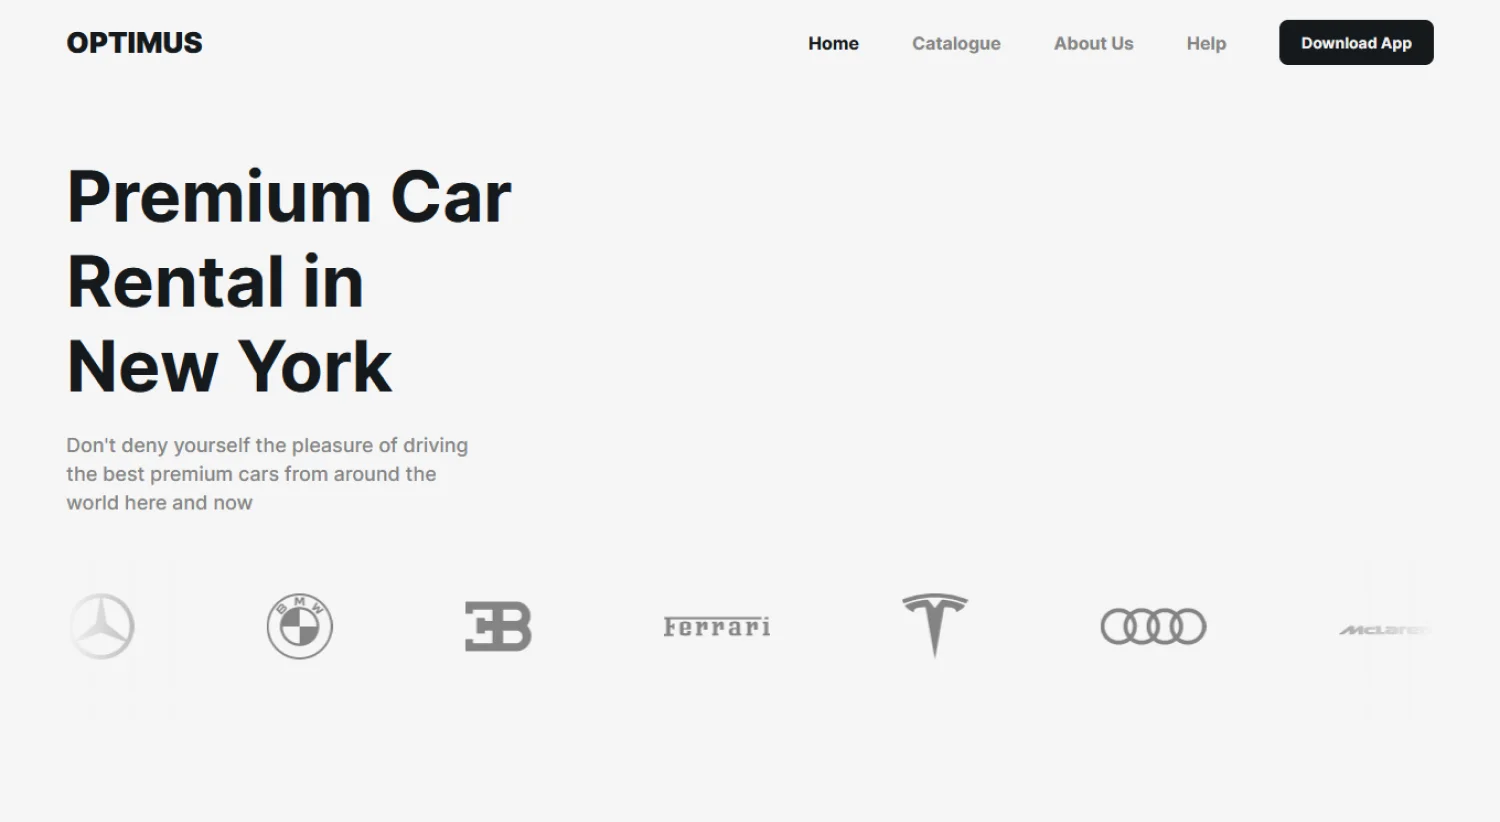 OPTIMUS
Home
Catalogue
About Us
Help
Download App
Premium Car
Rental in
New York
Don't deny yourself the pleasure of driving
the best premium cars from around the
world here and now
BMW
EB
Ferrari
McLaren